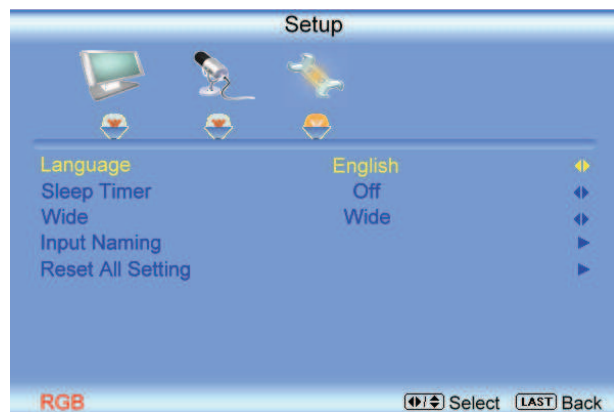 Setup
Language English
Sleep Timer Off
Wide Wide
Input Naming
Reset All Setting
RGB Select LAST Back